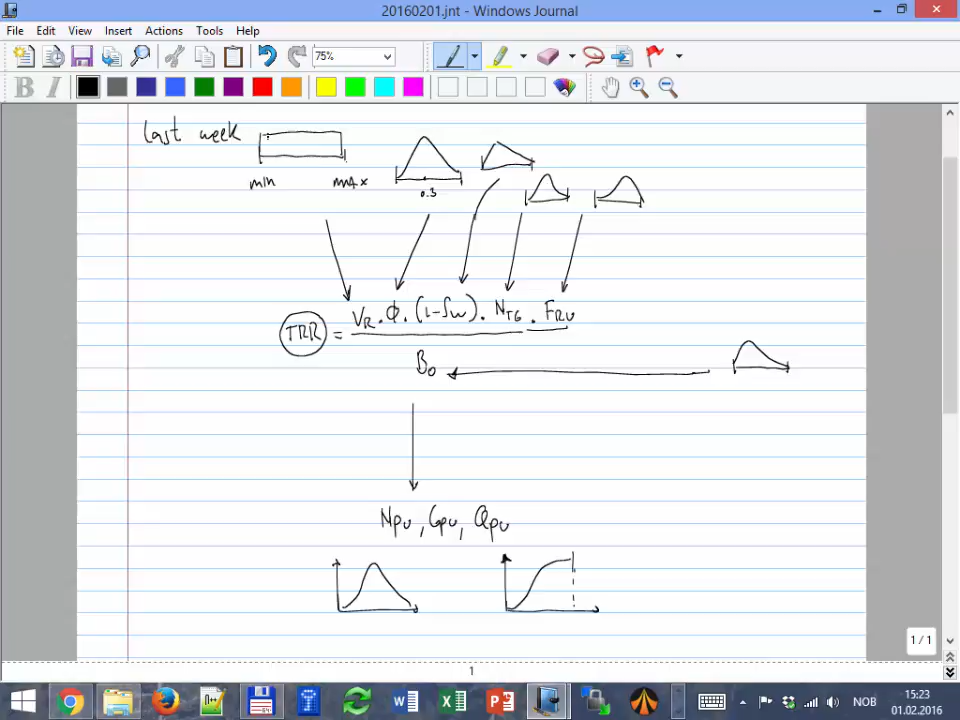 20160201.jnt - Windows Journal
File Edit View Insert Actions Tools Help
75%
B I
last week
MIN MAX
0.3
TRR = VR . Φ . (1-Sw) . NTG . FRU
Bo
Npu, Gpu, Qpu
1 / 1
1
NOB
15:23
01.02.2016